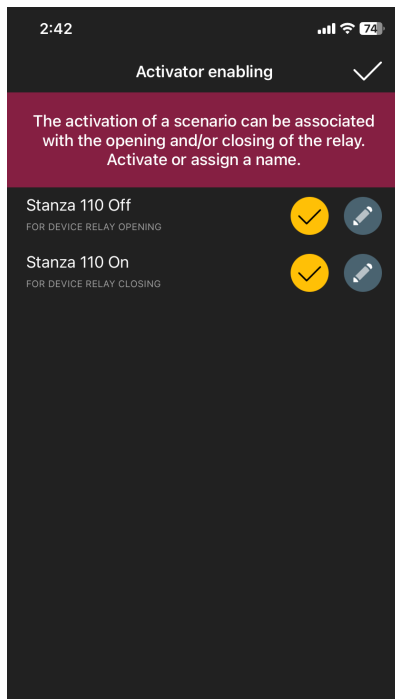 2:42
74
Activator enabling
The activation of a scenario can be associated
with the opening and/or closing of the relay.
Activate or assign a name.
Stanza 110 Off
FOR DEVICE RELAY OPENING
Stanza 110 On
FOR DEVICE RELAY CLOSING